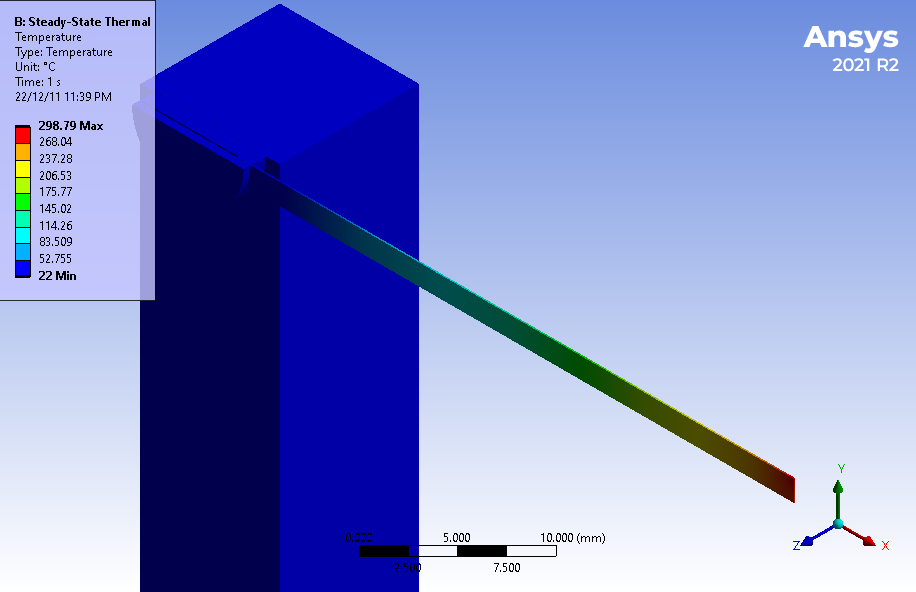 B: Steady-State Thermal
Temperature
Type: Temperature
Unit: °C
Time: 1 s
22/12/11 11:39 PM
298.79 Max
268.04
237.28
206.53
175.77
145.02
114.26
83.509
52.755
22 Min
Ansys
2021 R2
0.000 5.000 10.000 (mm)
2.500 7.500
Y
Z X